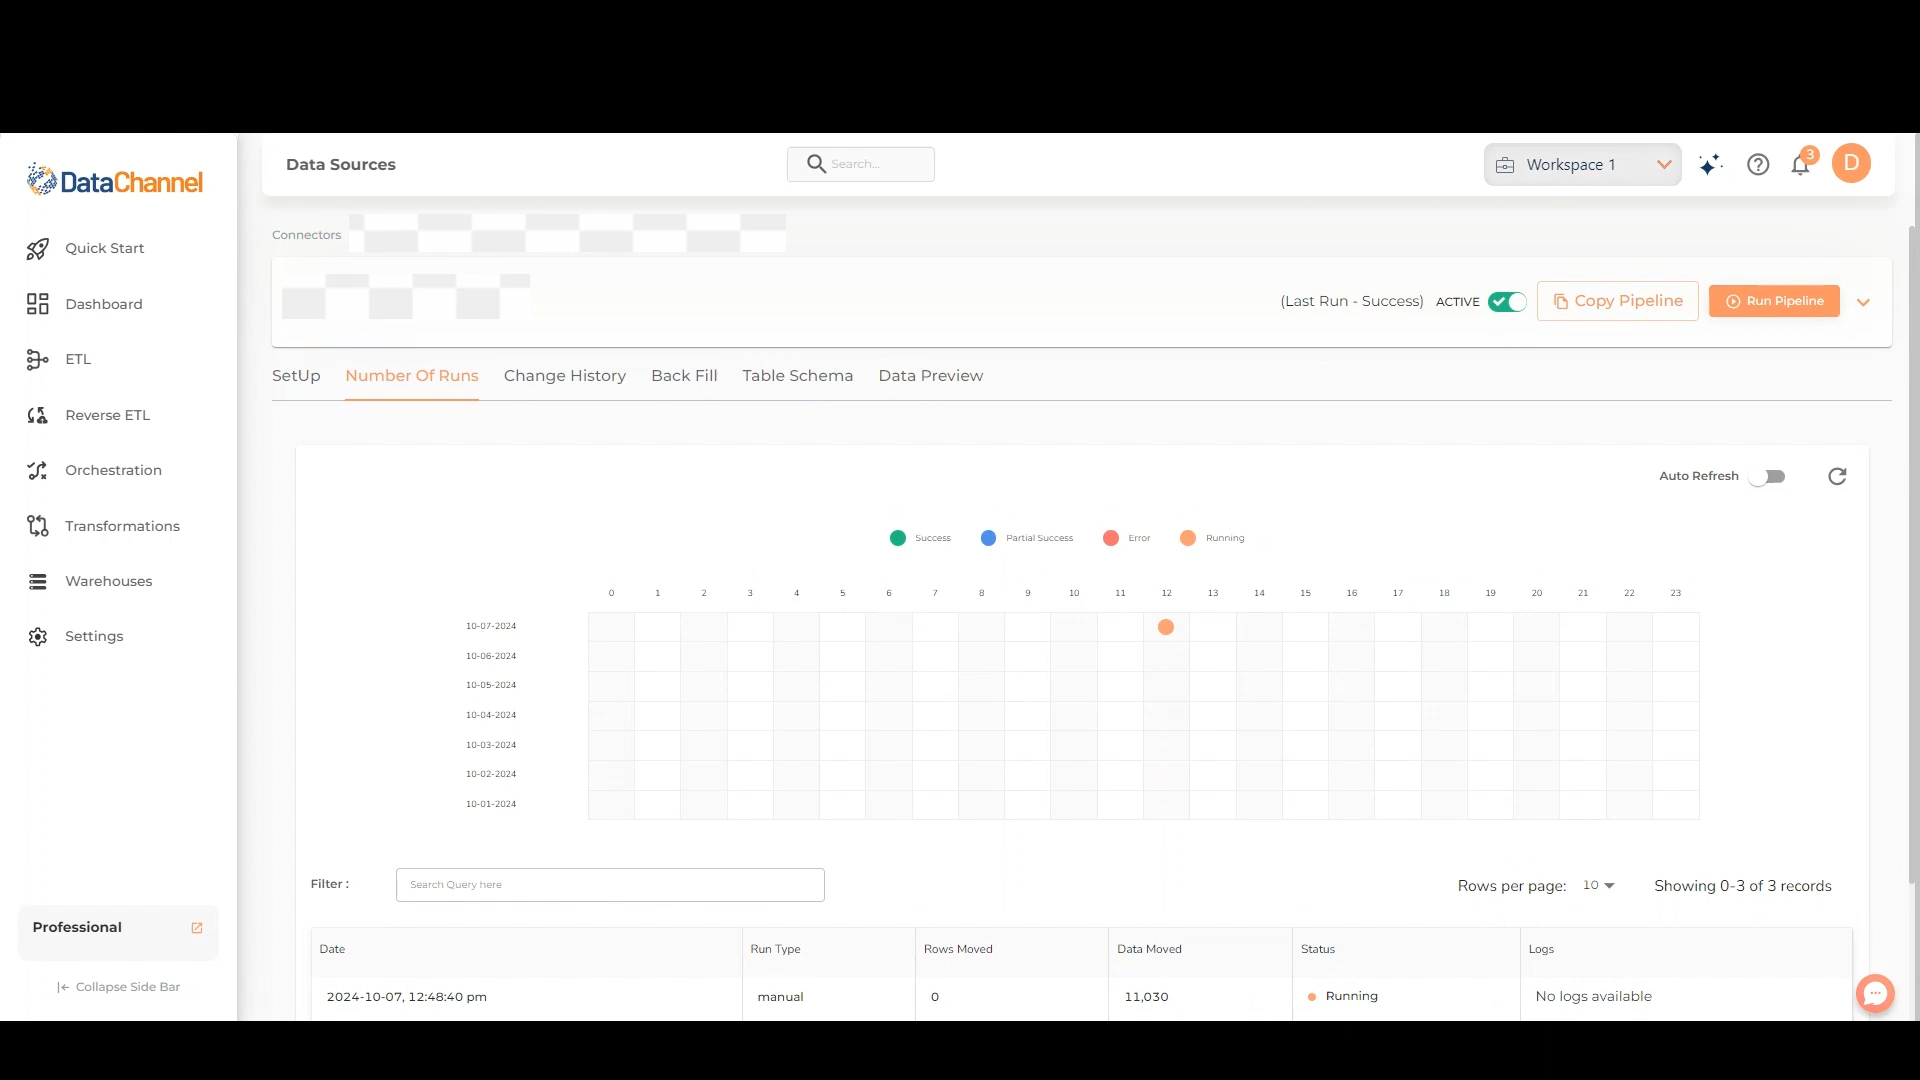 DataChannel
Data Sources
Search...
Workspace 1
3
D
Quick Start
Dashboard
ETL
Reverse ETL
Orchestration
Transformations
Warehouses
Settings
Professional
Collapse Side Bar
Connectors
(Last Run - Success) ACTIVE Copy Pipeline Run Pipeline
SetUp Number Of Runs Change History Back Fill Table Schema Data Preview
Auto Refresh
Success Partial Success Error Running
0 1 2 3 4 5 6 7 8 9 10 11 12 13 14 15 16 17 18 19 20 21 22 23
10-07-2024
10-06-2024
10-05-2024
10-04-2024
10-03-2024
10-02-2024
10-01-2024
Filter : Search Query here Rows per page: 10 Showing 0-3 of 3 records
Date Run Type Rows Moved Data Moved Status Logs
2024-10-07, 12:48:40 pm manual 0 11,030 Running No logs available